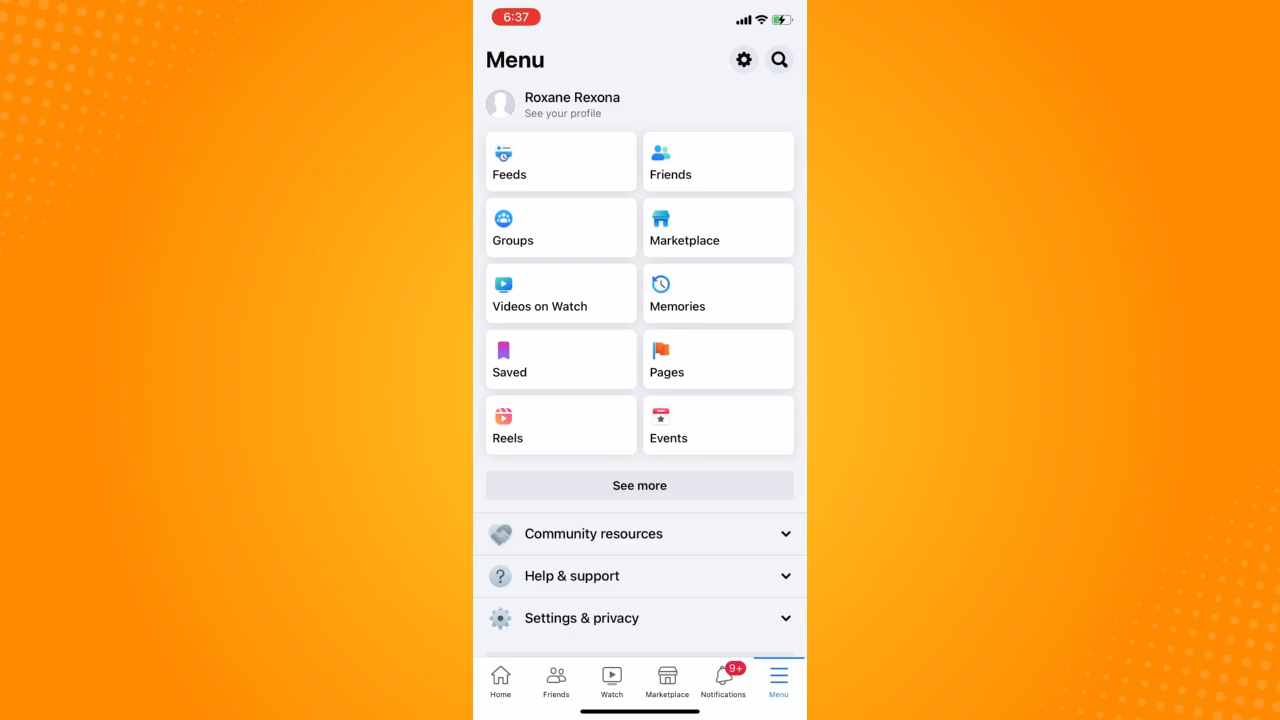 6:37
Menu
Roxane Rexona
See your profile
Feeds
Friends
Groups
Marketplace
Videos on Watch
Memories
Saved
Pages
Reels
Events
See more
Community resources
Help & support
Settings & privacy
9+
Home
Friends
Watch
Marketplace
Notifications
Menu